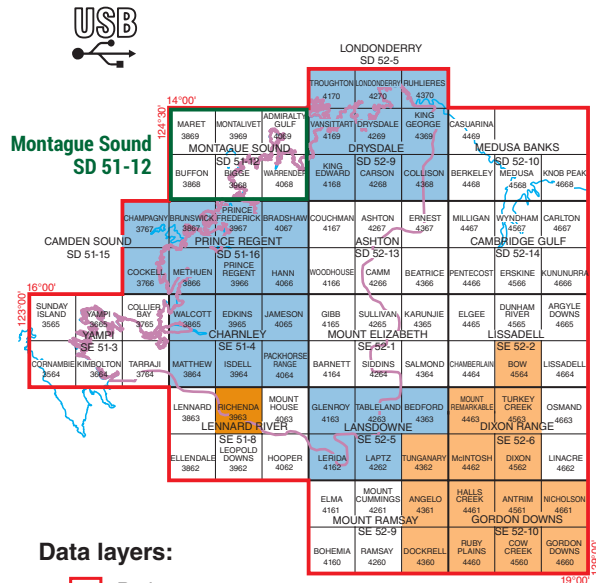 USB
LONDONDERRY
SD 52-5
TROUGHTON LONDONDERRY RUHLIERES
4170 4270 4370
14°00'
124°30'
Montague Sound
SD 51-12
MARET MONTALIVET ADMIRALTY GULF VANSITTART DRYSDALE KING GEORGE CASUARINA
3869 3969 4069 4169 4269 4369 4469
MONTAGUE SOUND DRYSDALE MEDUSA BANKS
SD 51-12 SD 52-9 SD 52-10
BUFFON BIGGE WARRENDER KING EDWARD CARSON COLLISON BERKELEY MEDUSA KNOB PEAK
3868 3968 4068 4168 4268 4368 4468 4568 4668
CHAMPAGNY BRUNSWICK PRINCE FREDERICK BRADSHAW COUCHMAN ASHTON ERNEST MILLIGAN WYNDHAM CARLTON
3767 3867 3967 4067 4167 4267 4367 4467 4567 4667
CAMDEN SOUND PRINCE REGENT ASHTON CAMBRIDGE GULF
SD 51-15 SD 51-16 SD 52-13 SD 52-14
COCKELL METHUEN PRINCE REGENT HANN WOODHOUSE CAMM BEATRICE PENTECOST ERSKINE KUNUNURRA
3766 3866 3966 4066 4166 4266 4366 4466 4566 4666
16°00'
123°00'
SUNDAY ISLAND YAMPI COLLIER BAY WALCOTT EDKINS JAMESON GIBB SULLIVAN KARUNJIE ELGEE DUNHAM RIVER ARGYLE DOWNS
3565 3665 3765 3865 3965 4065 4165 4265 4365 4465 4565 4665
YAMPI CHARNLEY MOUNT ELIZABETH LISSADELL
SE 51-3 SE 51-4 SE 52-1 SE 52-2
CORNAMBIE KIMBOLTON TARRAJI MATTHEW ISDELL PACKHORSE RANGE BARNETT SIDDINS SALMOND CHAMBERLAIN BOW LISSADELL
3564 3664 3764 3864 3964 4064 4164 4264 4364 4464 4564 4664
LENNARD RICHENDA MOUNT HOUSE GLENROY TABLELAND BEDFORD MOUNT REMARKABLE TURKEY CREEK OSMAND
3863 3963 4063 4163 4263 4363 4463 4563 4663
LENNARD RIVER LANSDOWNE DIXON RANGE
SE 51-8 SE 52-5 SE 52-6
ELLENDALE LEOPOLD DOWNS HOOPER LERIDA LAPTZ TUNGANARY McINTOSH DIXON LINACRE
3862 3962 4062 4162 4262 4362 4462 4562 4662
ELMA MOUNT CUMMINGS ANGELO HALLS CREEK ANTRIM NICHOLSON
4161 4261 4361 4461 4561 4661
MOUNT RAMSAY GORDON DOWNS
SE 52-9 SE 52-10
BOHEMIA RAMSAY DOCKRELL RUBY PLAINS COW CREEK GORDON DOWNS
4160 4260 4360 4460 4560 4660
129°00'
19°00'
Data layers: